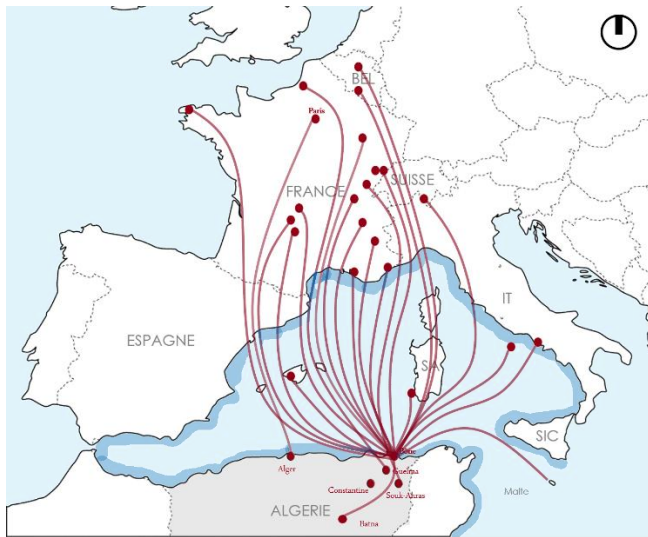 BEL
Paris
FRANCE
SUISSE
IT
ESPAGNE
SA
SIC
Bône
Alger
Guelma
Constantine
Souk-Ahras
Malte
ALGERIE
Batna